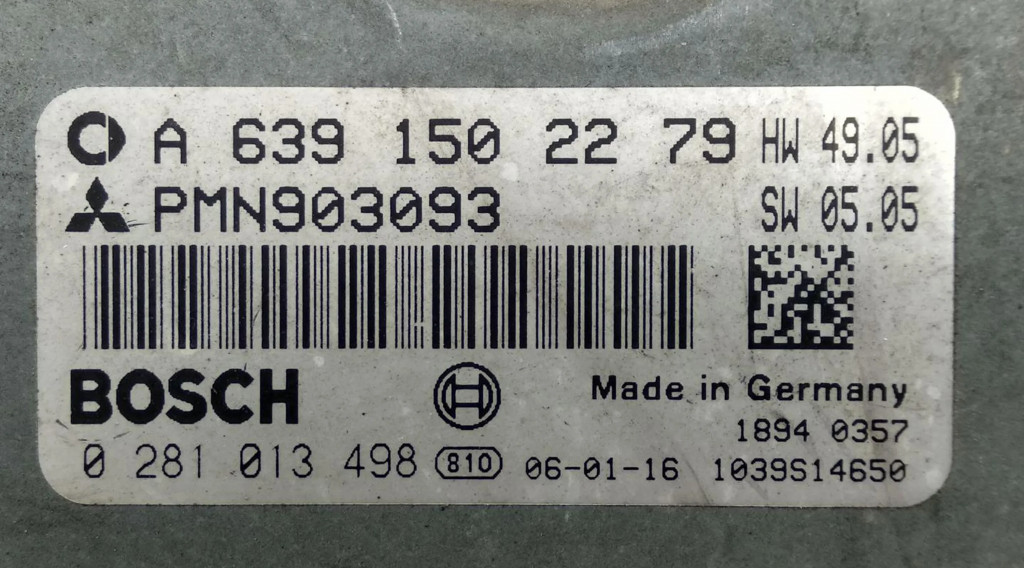 A 639 150 22 79 HW 49.05
PMN903093 SW 05.05
BOSCH
Made in Germany
1894 0357
0 281 013 498 810 06-01-16 1039S14650